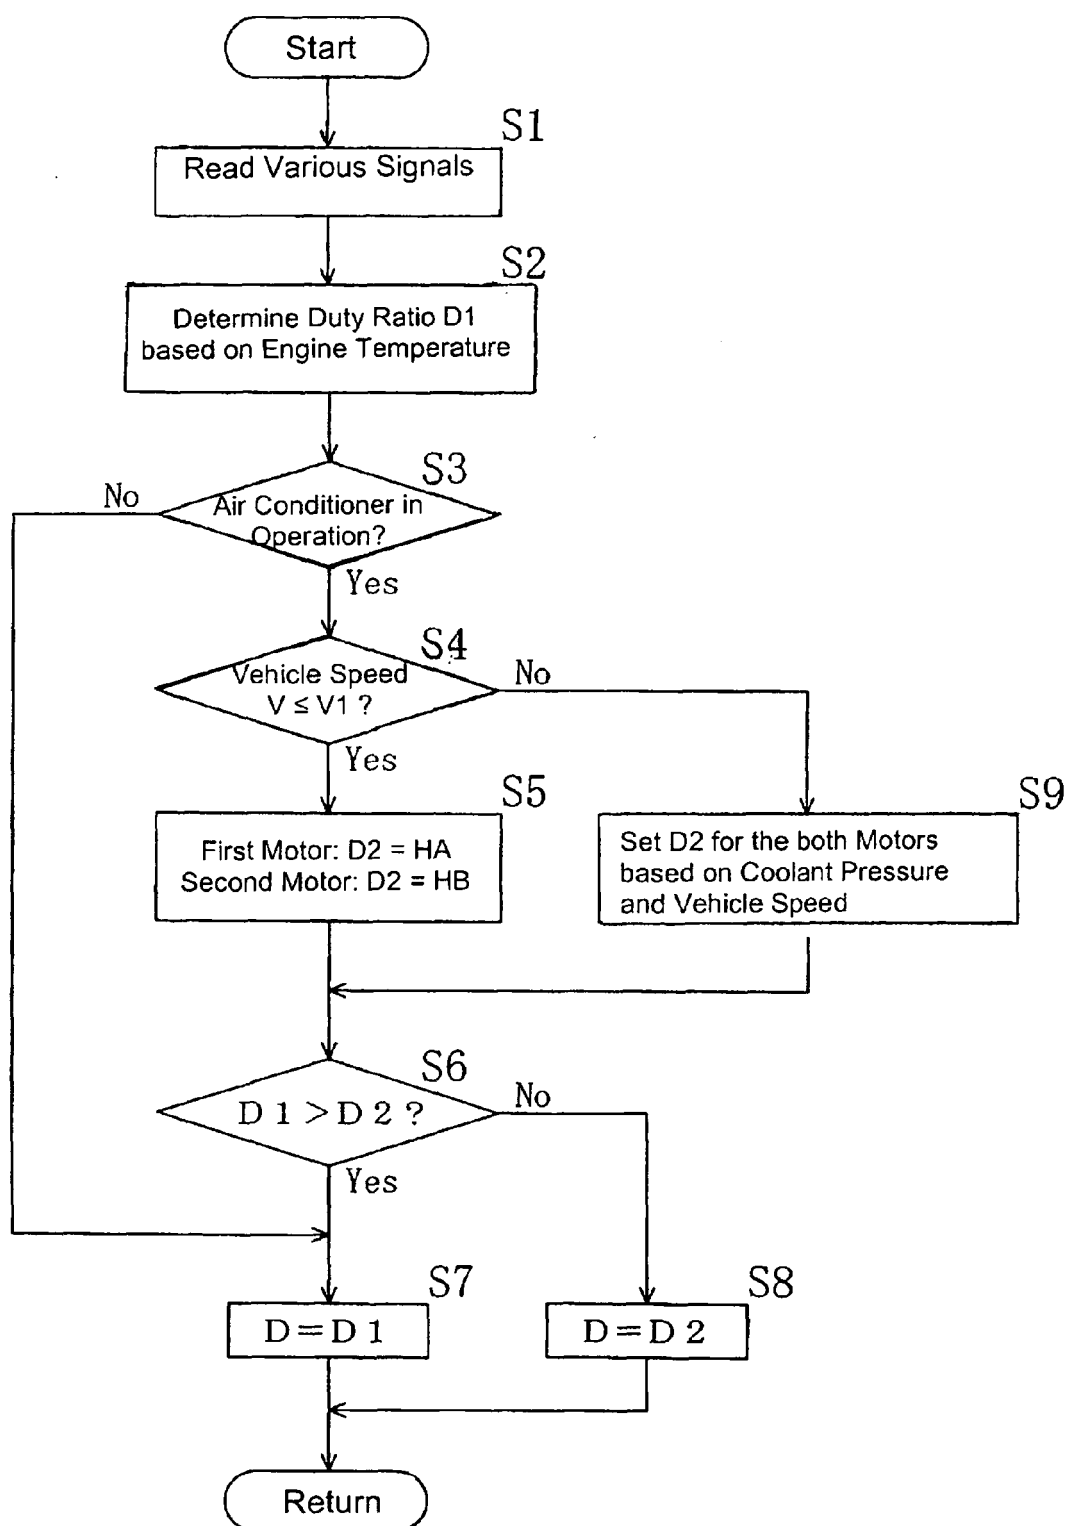 Start
S1
Read Various Signals
S2
Determine Duty Ratio D1
based on Engine Temperature
S3
No
Air Conditioner in
Operation?
Yes
S4
Vehicle Speed
V ≤ V1 ?
No
Yes
S5
First Motor: D2 = HA
Second Motor: D2 = HB
S9
Set D2 for the both Motors
based on Coolant Pressure
and Vehicle Speed
S6
D 1 > D 2 ?
No
Yes
S7
D = D 1
S8
D = D 2
Return